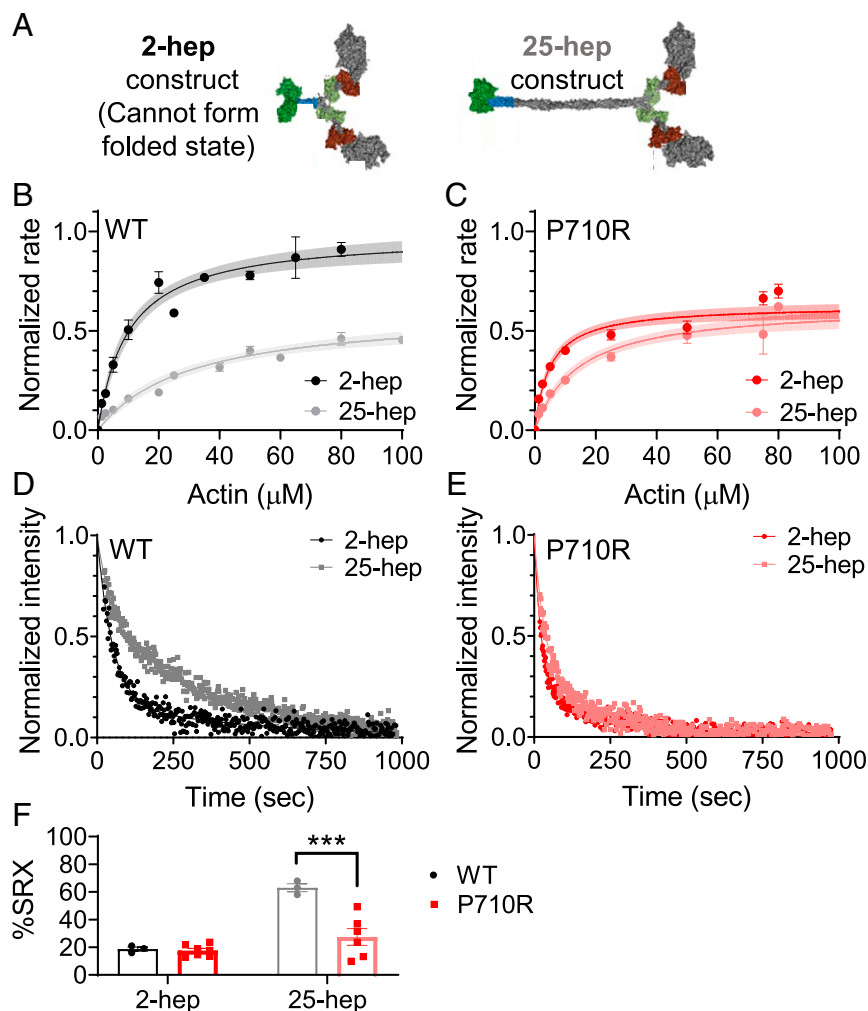 A
2-hep
construct
(Cannot form
folded state)
25-hep
construct
B
WT
Normalized rate
1.0
0.5
0.0
0 20 40 60 80 100
Actin (μM)
2-hep
25-hep
C
P710R
Normalized rate
1.0
0.5
0.0
0 20 40 60 80 100
Actin (μM)
2-hep
25-hep
D
WT
Normalized intensity
1.0
0.5
0.0
0 250 500 750 1000
Time (sec)
2-hep
25-hep
E
P710R
Normalized intensity
1.0
0.5
0.0
0 250 500 750 1000
Time (sec)
2-hep
25-hep
F
%SRX
100
80
60
40
20
0
2-hep 25-hep
***
WT
P710R